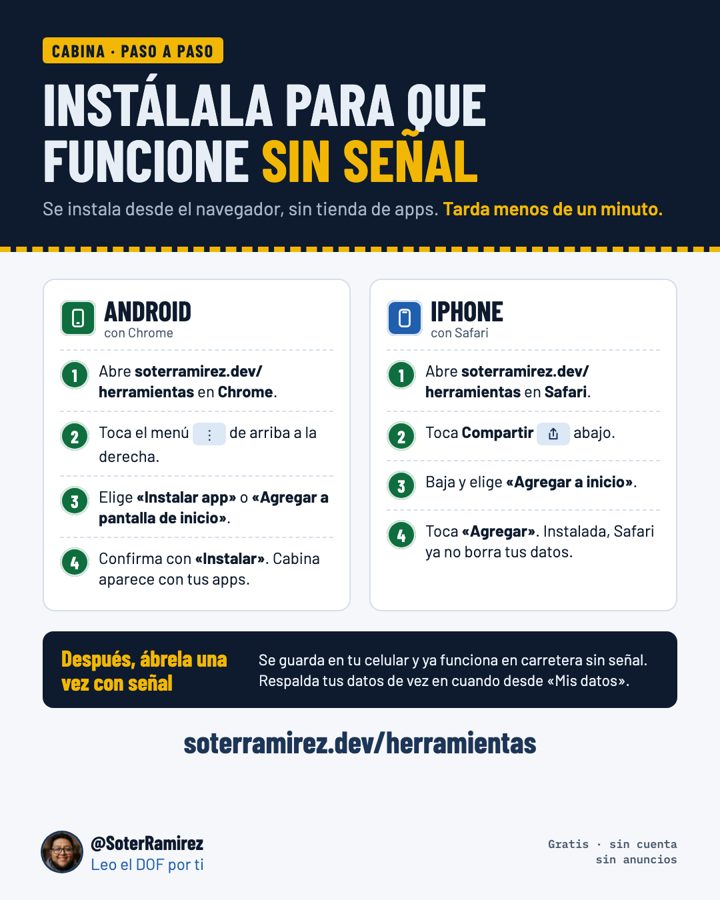 CABINA · PASO A PASO
INSTÁLALA PARA QUE
FUNCIONE SIN SEÑAL
Se instala desde el navegador, sin tienda de apps. Tarda menos de un minuto.
ANDROID
con Chrome
1 Abre soterramirez.dev/
herramientas en Chrome.
2 Toca el menú ⋮ de arriba a la
derecha.
3 Elige «Instalar app» o «Agregar a
pantalla de inicio».
4 Confirma con «Instalar». Cabina
aparece con tus apps.
IPHONE
con Safari
1 Abre soterramirez.dev/
herramientas en Safari.
2 Toca Compartir abajo.
3 Baja y elige «Agregar a inicio».
4 Toca «Agregar». Instalada, Safari
ya no borra tus datos.
Después, ábrela una
vez con señal
Se guarda en tu celular y ya funciona en carretera sin señal.
Respalda tus datos de vez en cuando desde «Mis datos».
soterramirez.dev/herramientas
@SoterRamirez
Leo el DOF por ti
Gratis · sin cuenta
sin anuncios